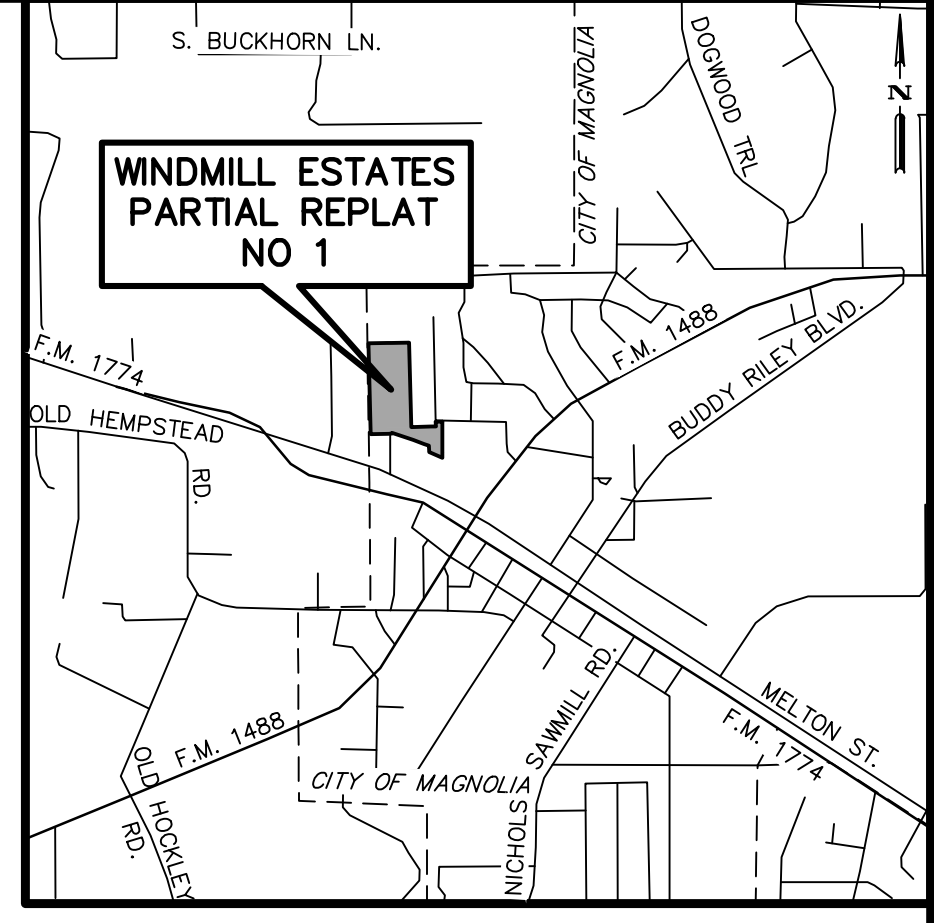 S. BUCKHORN LN.
CITY OF MAGNOLIA
DOGWOOD TRL
N
WINDMILL ESTATES
PARTIAL REPLAT
NO 1
F.M. 1774
F.M. 1488
BUDDY RILEY BLVD.
OLD HEMPSTEAD
RD.
SAWMILL RD.
MELTON ST.
F.M. 1774
F.M. 1488
CITY OF MAGNOLIA
OLD HOCKLEY
RD.
NICHOLS